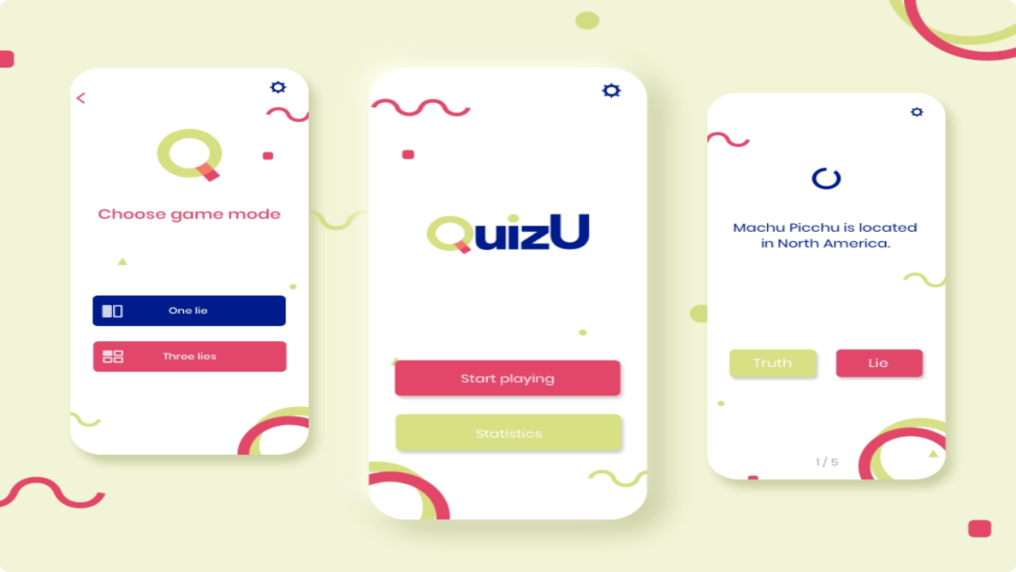 Choose game mode
One lie
Three lies
QuizU
Start playing
Statistics
Machu Picchu is located
in North America.
Truth
Lie
1 / 5